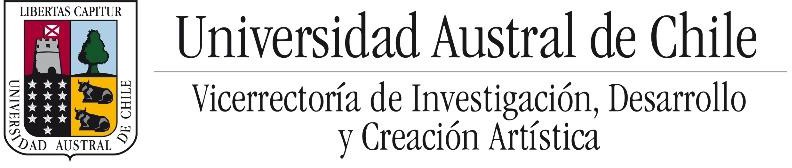 LIBERTAS CAPITUR
UNIVERSIDAD AUSTRAL DE CHILE
Universidad Austral de Chile
Vicerrectoría de Investigación, Desarrollo
y Creación Artística